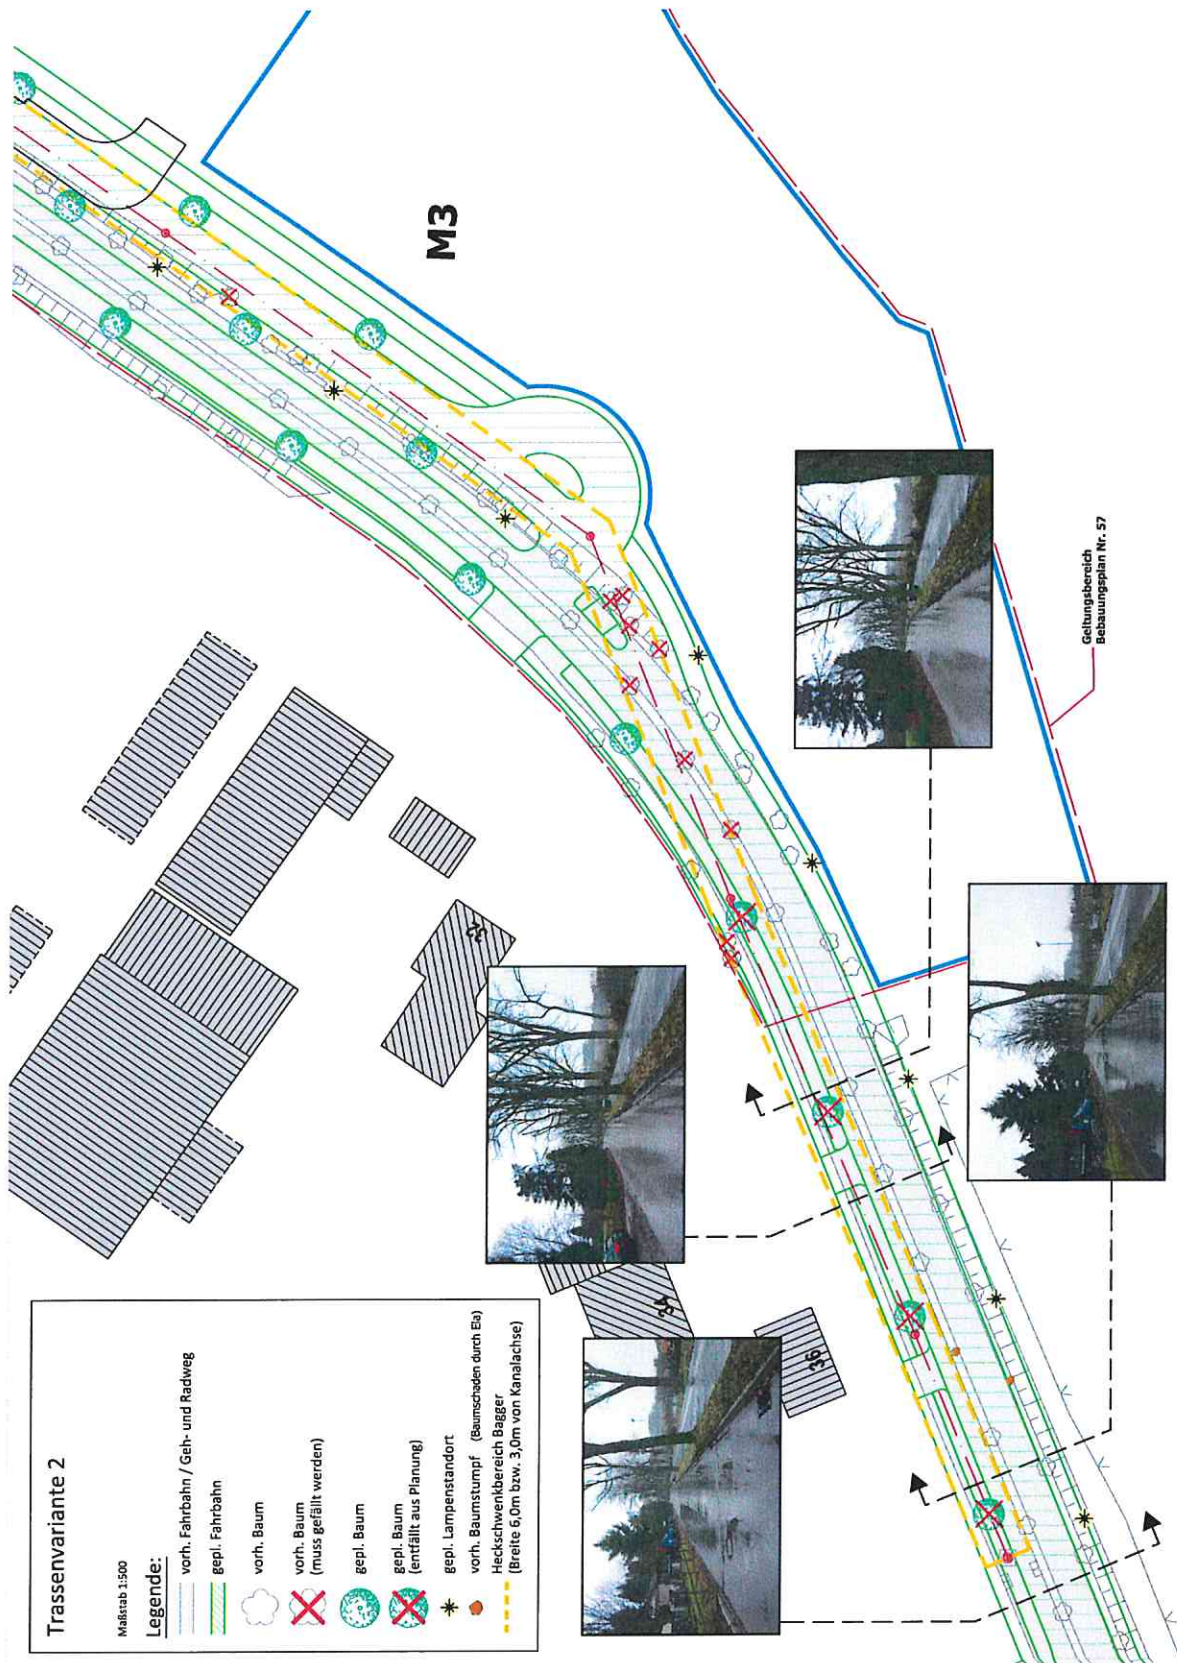 Trassenvariante 2
Maßstab 1:500
Legende:
vorh. Fahrbahn / Geh- und Radweg
gepl. Fahrbahn
vorh. Baum
vorh. Baum
(muss gefällt werden)
gepl. Baum
gepl. Baum
(entfällt aus Planung)
gepl. Lampenstandort
vorh. Baumstumpf (Baumschaden durch Eia)
Heckschwenkbereich Bagger
(Breite 6,0m bzw. 3,0m von Kanalachse)
M3
32
34
36
Geltungsbereich
Bebauungsplan Nr. 57